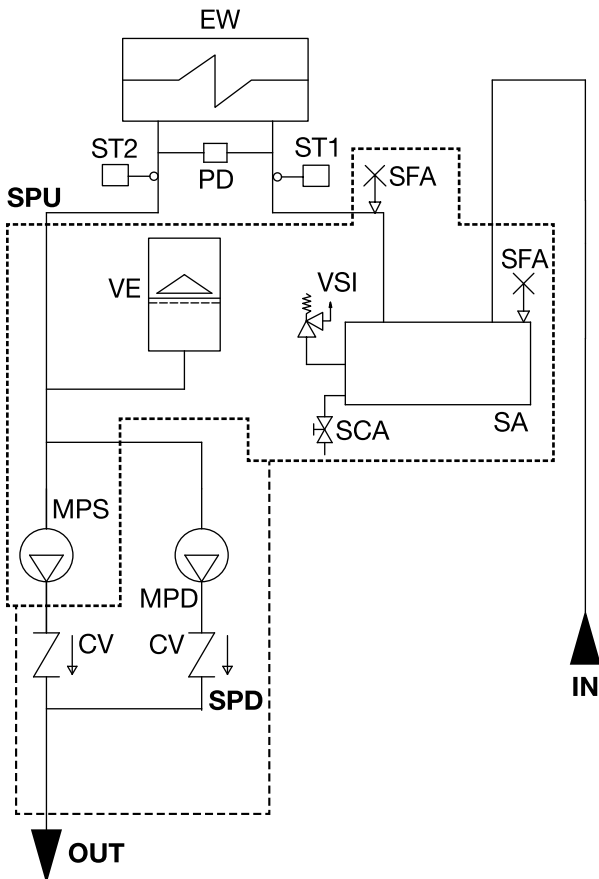 EW
ST2
ST1
PD
SFA
SPU
SFA
VE
VSI
SCA
SA
MPS
MPD
CV
CV
SPD
IN
OUT